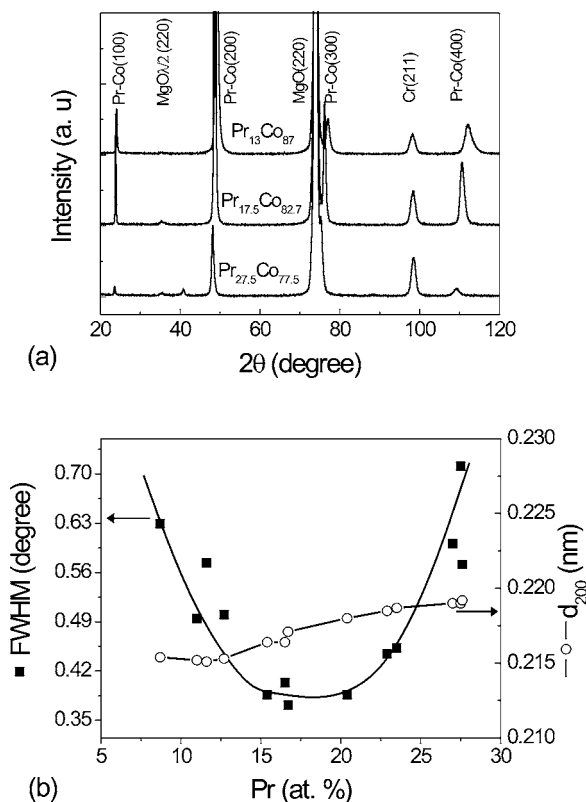 Pr-Co(100)
MgOλ/2 (220)
Pr-Co(200)
MgO(220)
Pr-Co(300)
Cr(211)
Pr-Co(400)
Pr₁₃Co₈₇
Pr₁₇.₅Co₈₂.₇
Pr₂₇.₅Co₇₇.₅
Intensity (a. u)
20 40 60 80 100 120
2θ (degree)
(a)
0.70
0.63
0.56
0.49
0.42
0.35
■ FWHM (degree)
0.230
0.225
0.220
0.215
0.210
—○— d₂₀₀ (nm)
5 10 15 20 25 30
Pr (at. %)
(b)